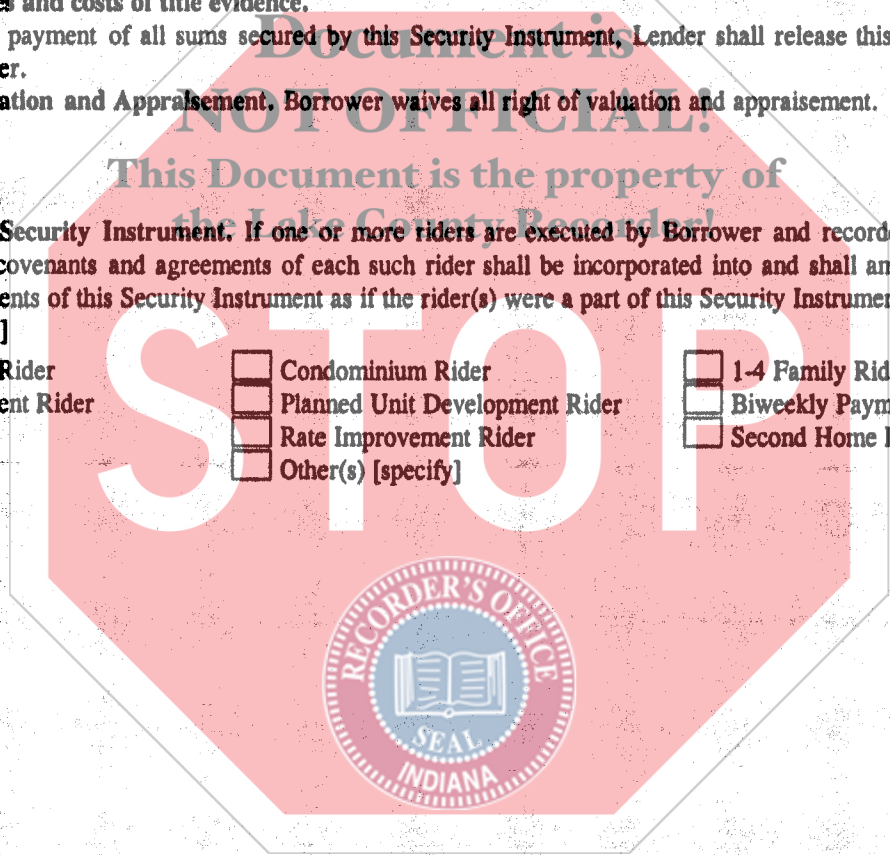 s and costs of title evidence.
Document is
payment of all sums secured by this Security Instrument, Lender shall release this
er.
ation and Appraisement. Borrower waives all right of valuation and appraisement.
NOT OFFICIAL!
This Document is the property of
the Lake County Recorder!
Security Instrument. If one or more riders are executed by Borrower and recorde
covenants and agreements of each such rider shall be incorporated into and shall am
ents of this Security Instrument as if the rider(s) were a part of this Security Instrumen
]
Rider Condominium Rider 1-4 Family Rid
ent Rider Planned Unit Development Rider Biweekly Paym
Rate Improvement Rider Second Home
Other(s) [specify]
STOP
RECORDER'S OFFICE
SEAL
INDIANA